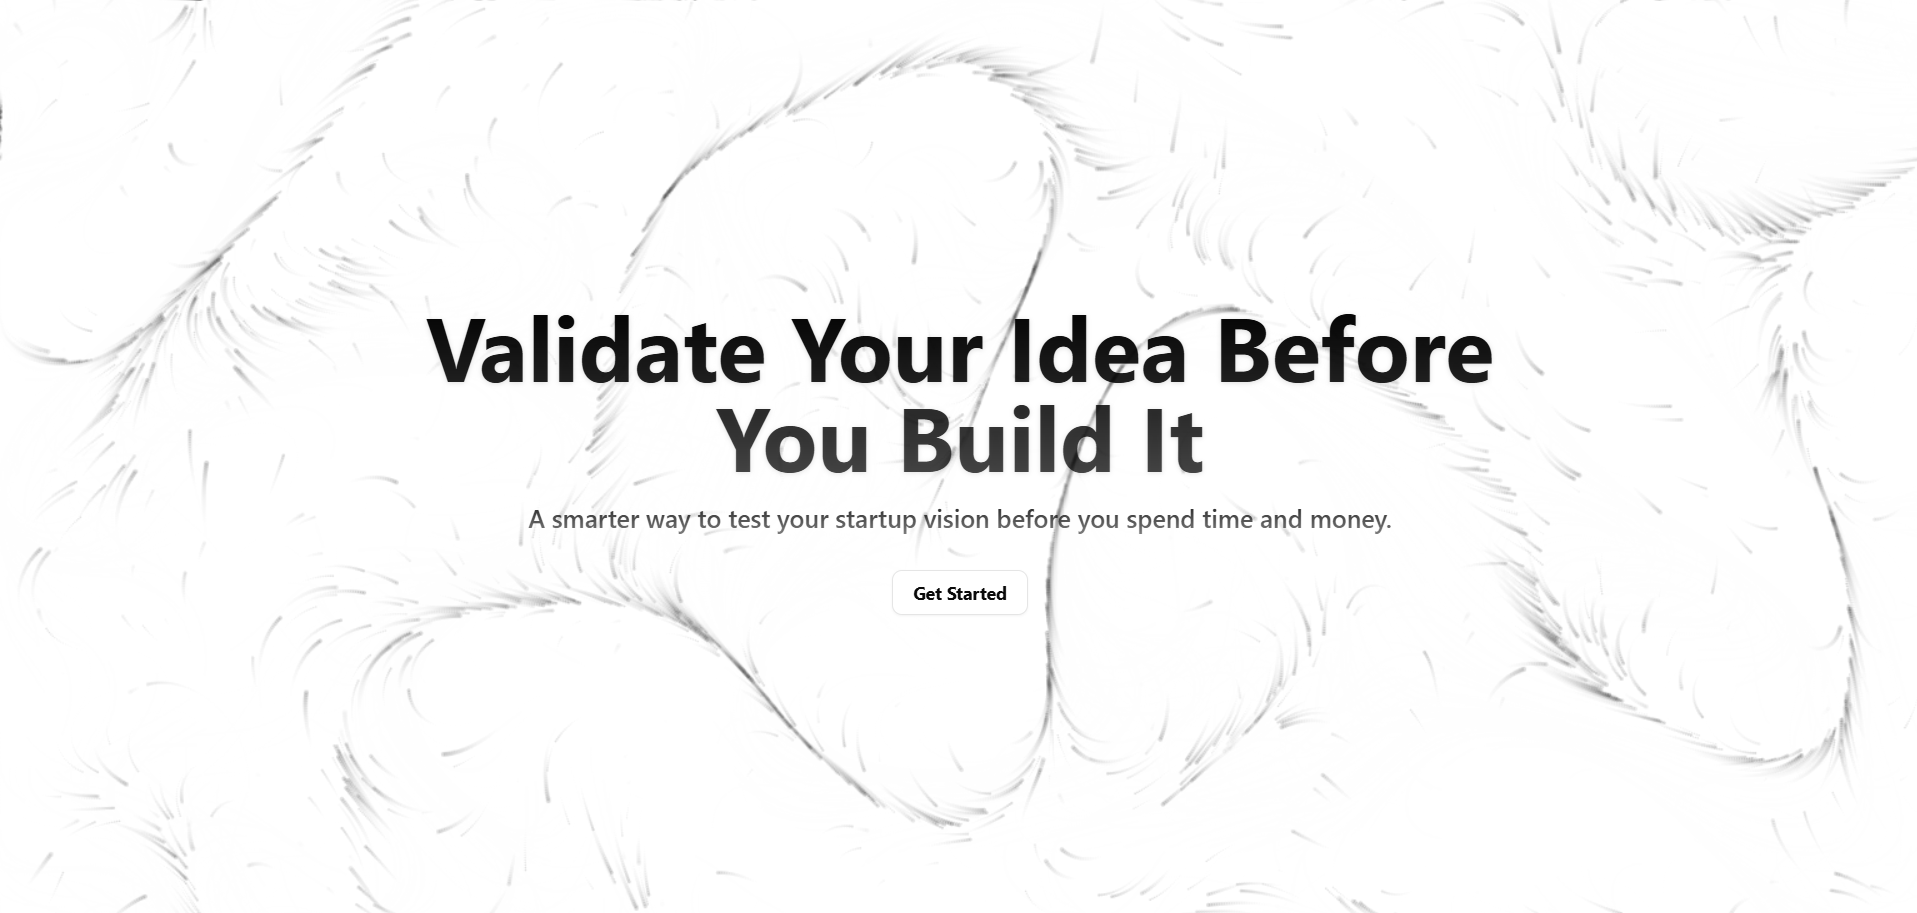 Validate Your Idea Before
You Build It
A smarter way to test your startup vision before you spend time and money.
Get Started